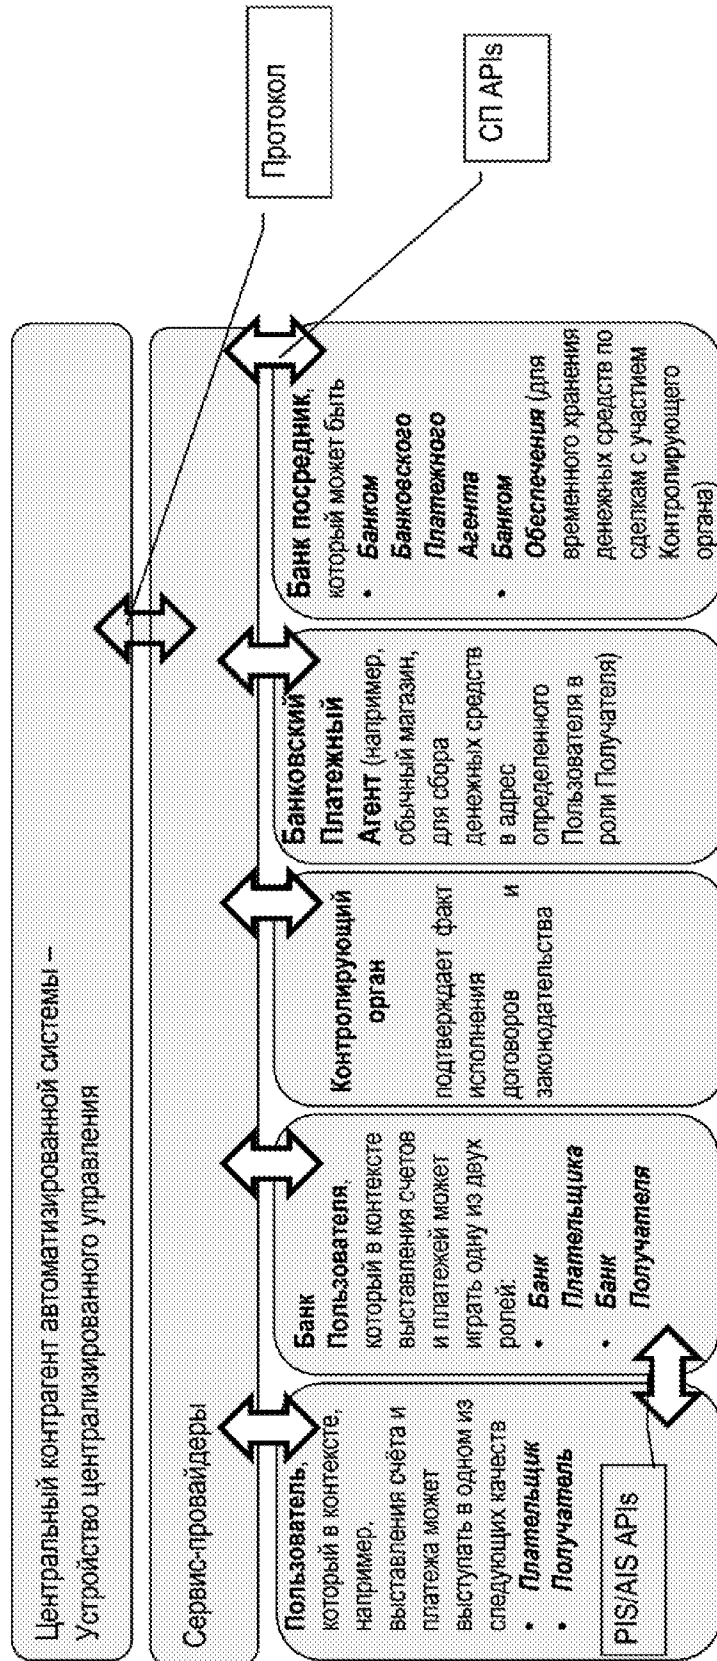 Центральный контрагент автоматизированной системы –
Устройство централизированного управления
Протокол
Сервис-провайдеры
СП APIs
Пользователь,
который в контексте,
например,
выставления счёта и
платежа может
выступать в одном из
следующих качеств
• Плательщик
• Получатель
PIS/AIS APIs
Банк
Пользователя,
который в контексте
выставления счетов
и платежей может
играть одну из двух
ролей:
• Банк
Плательщика
• Банк
Получателя
Контролирующий
орган
подтверждает факт
исполнения
договоров и
законодательства
Банковский
Платежный
Агент (например,
обычный магазин,
для сбора
денежных средств
в адрес
определенного
Пользователя в
роли Получателя)
Банк посредник,
который может быть
• Банком
Банковского
Платежного
Агента
• Банком
Обеспечения (для
временного хранения
денежных средств по
сделкам с участием
Контролирующего
органа)